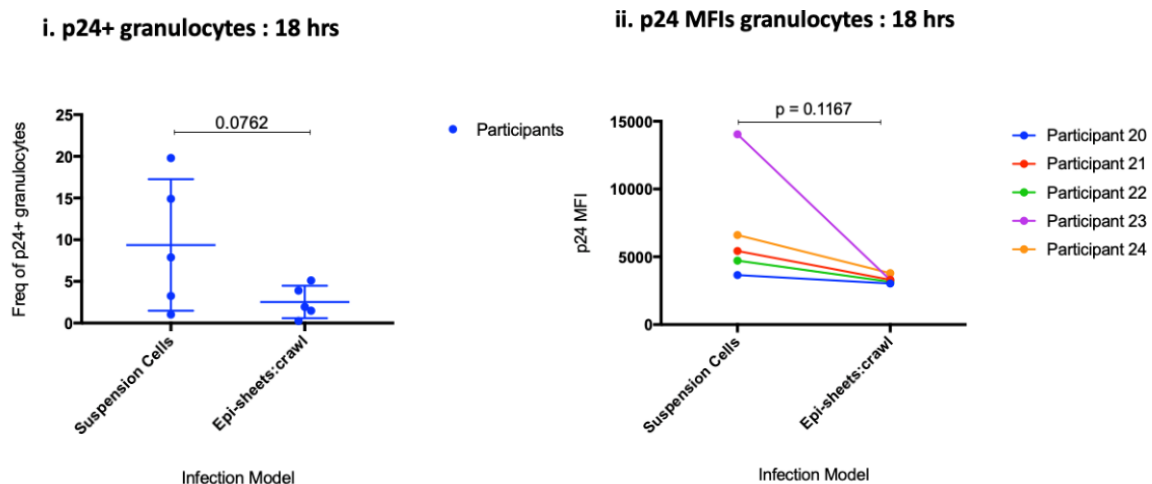 i. p24+ granulocytes : 18 hrs
Freq of p24+ granulocytes
25
20
15
10
5
0
0.0762
Participants
Suspension Cells
Epi-sheets:crawl
Infection Model
ii. p24 MFIs granulocytes : 18 hrs
p24 MFI
15000
10000
5000
0
p = 0.1167
Participant 20
Participant 21
Participant 22
Participant 23
Participant 24
Suspension Cells
Epi-sheets:crawl
Infection Model